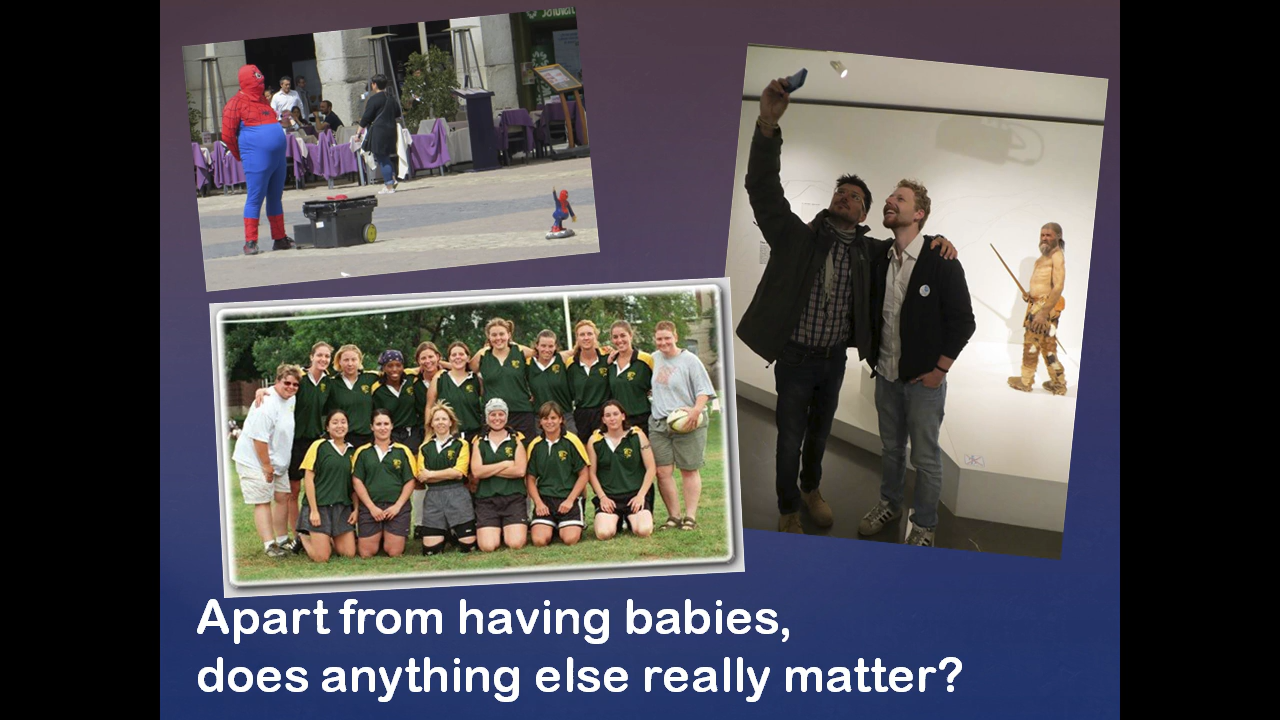 Apart from having babies,
does anything else really matter?